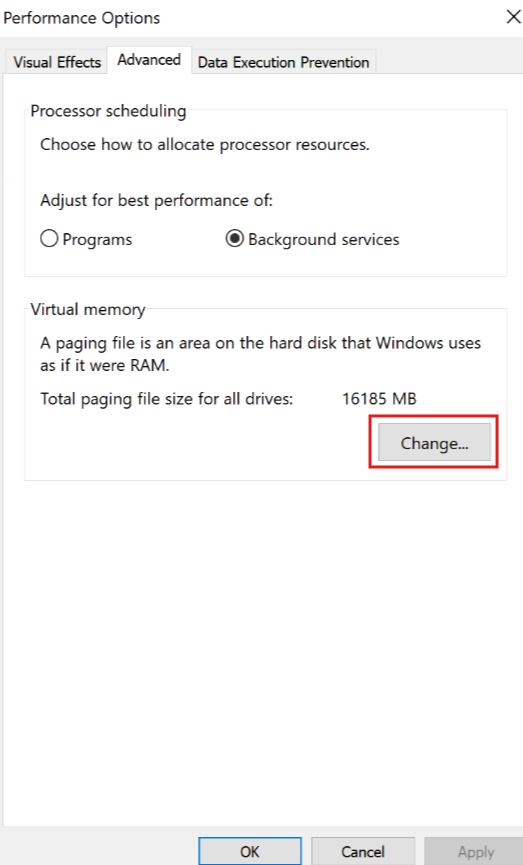 Performance Options
Visual Effects Advanced Data Execution Prevention
Processor scheduling
Choose how to allocate processor resources.
Adjust for best performance of:
Programs Background services
Virtual memory
A paging file is an area on the hard disk that Windows uses
as if it were RAM.
Total paging file size for all drives: 16185 MB
Change...
OK Cancel Apply